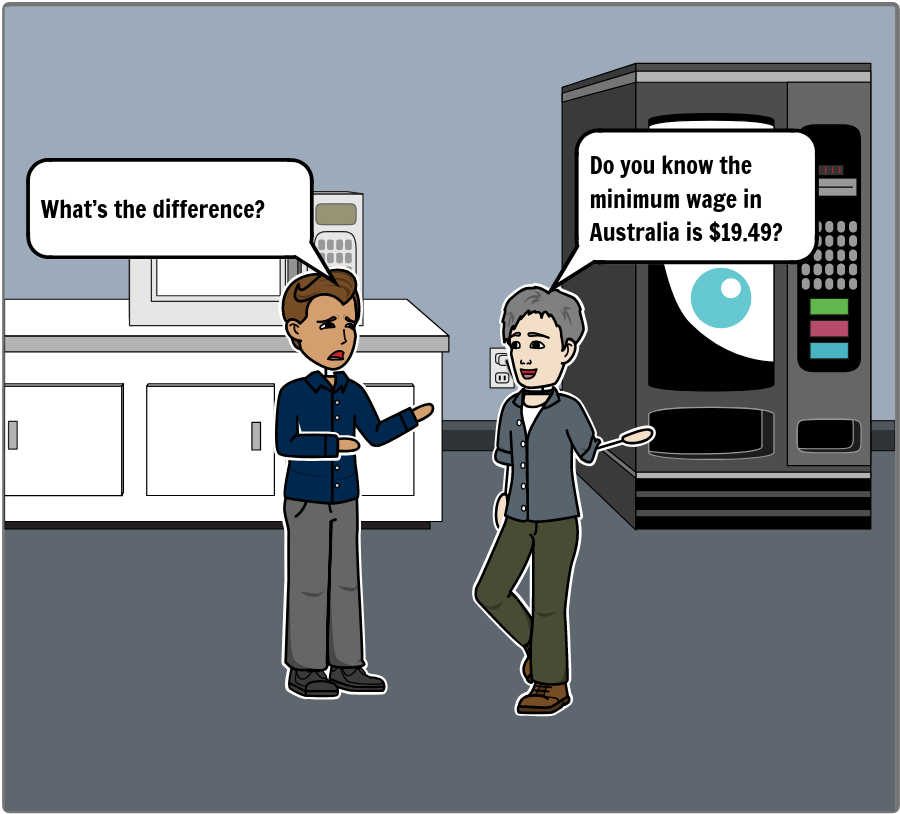 What's the difference?
Do you know the
minimum wage in
Australia is $19.49?